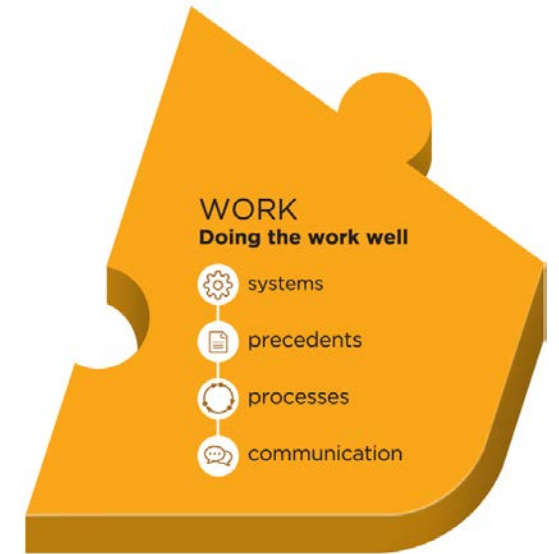 WORK
Doing the work well
systems
precedents
processes
communication